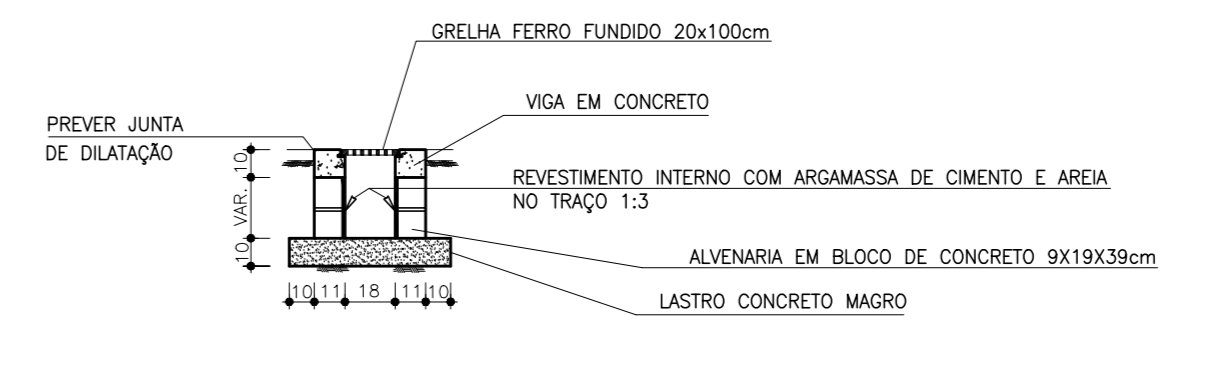 GRELHA FERRO FUNDIDO 20x100cm
VIGA EM CONCRETO
PREVER JUNTA
DE DILATAÇÃO
10
VAR.
10
REVESTIMENTO INTERNO COM ARGAMASSA DE CIMENTO E AREIA
NO TRAÇO 1:3
ALVENARIA EM BLOCO DE CONCRETO 9X19X39cm
10 11 18 11 10
LASTRO CONCRETO MAGRO